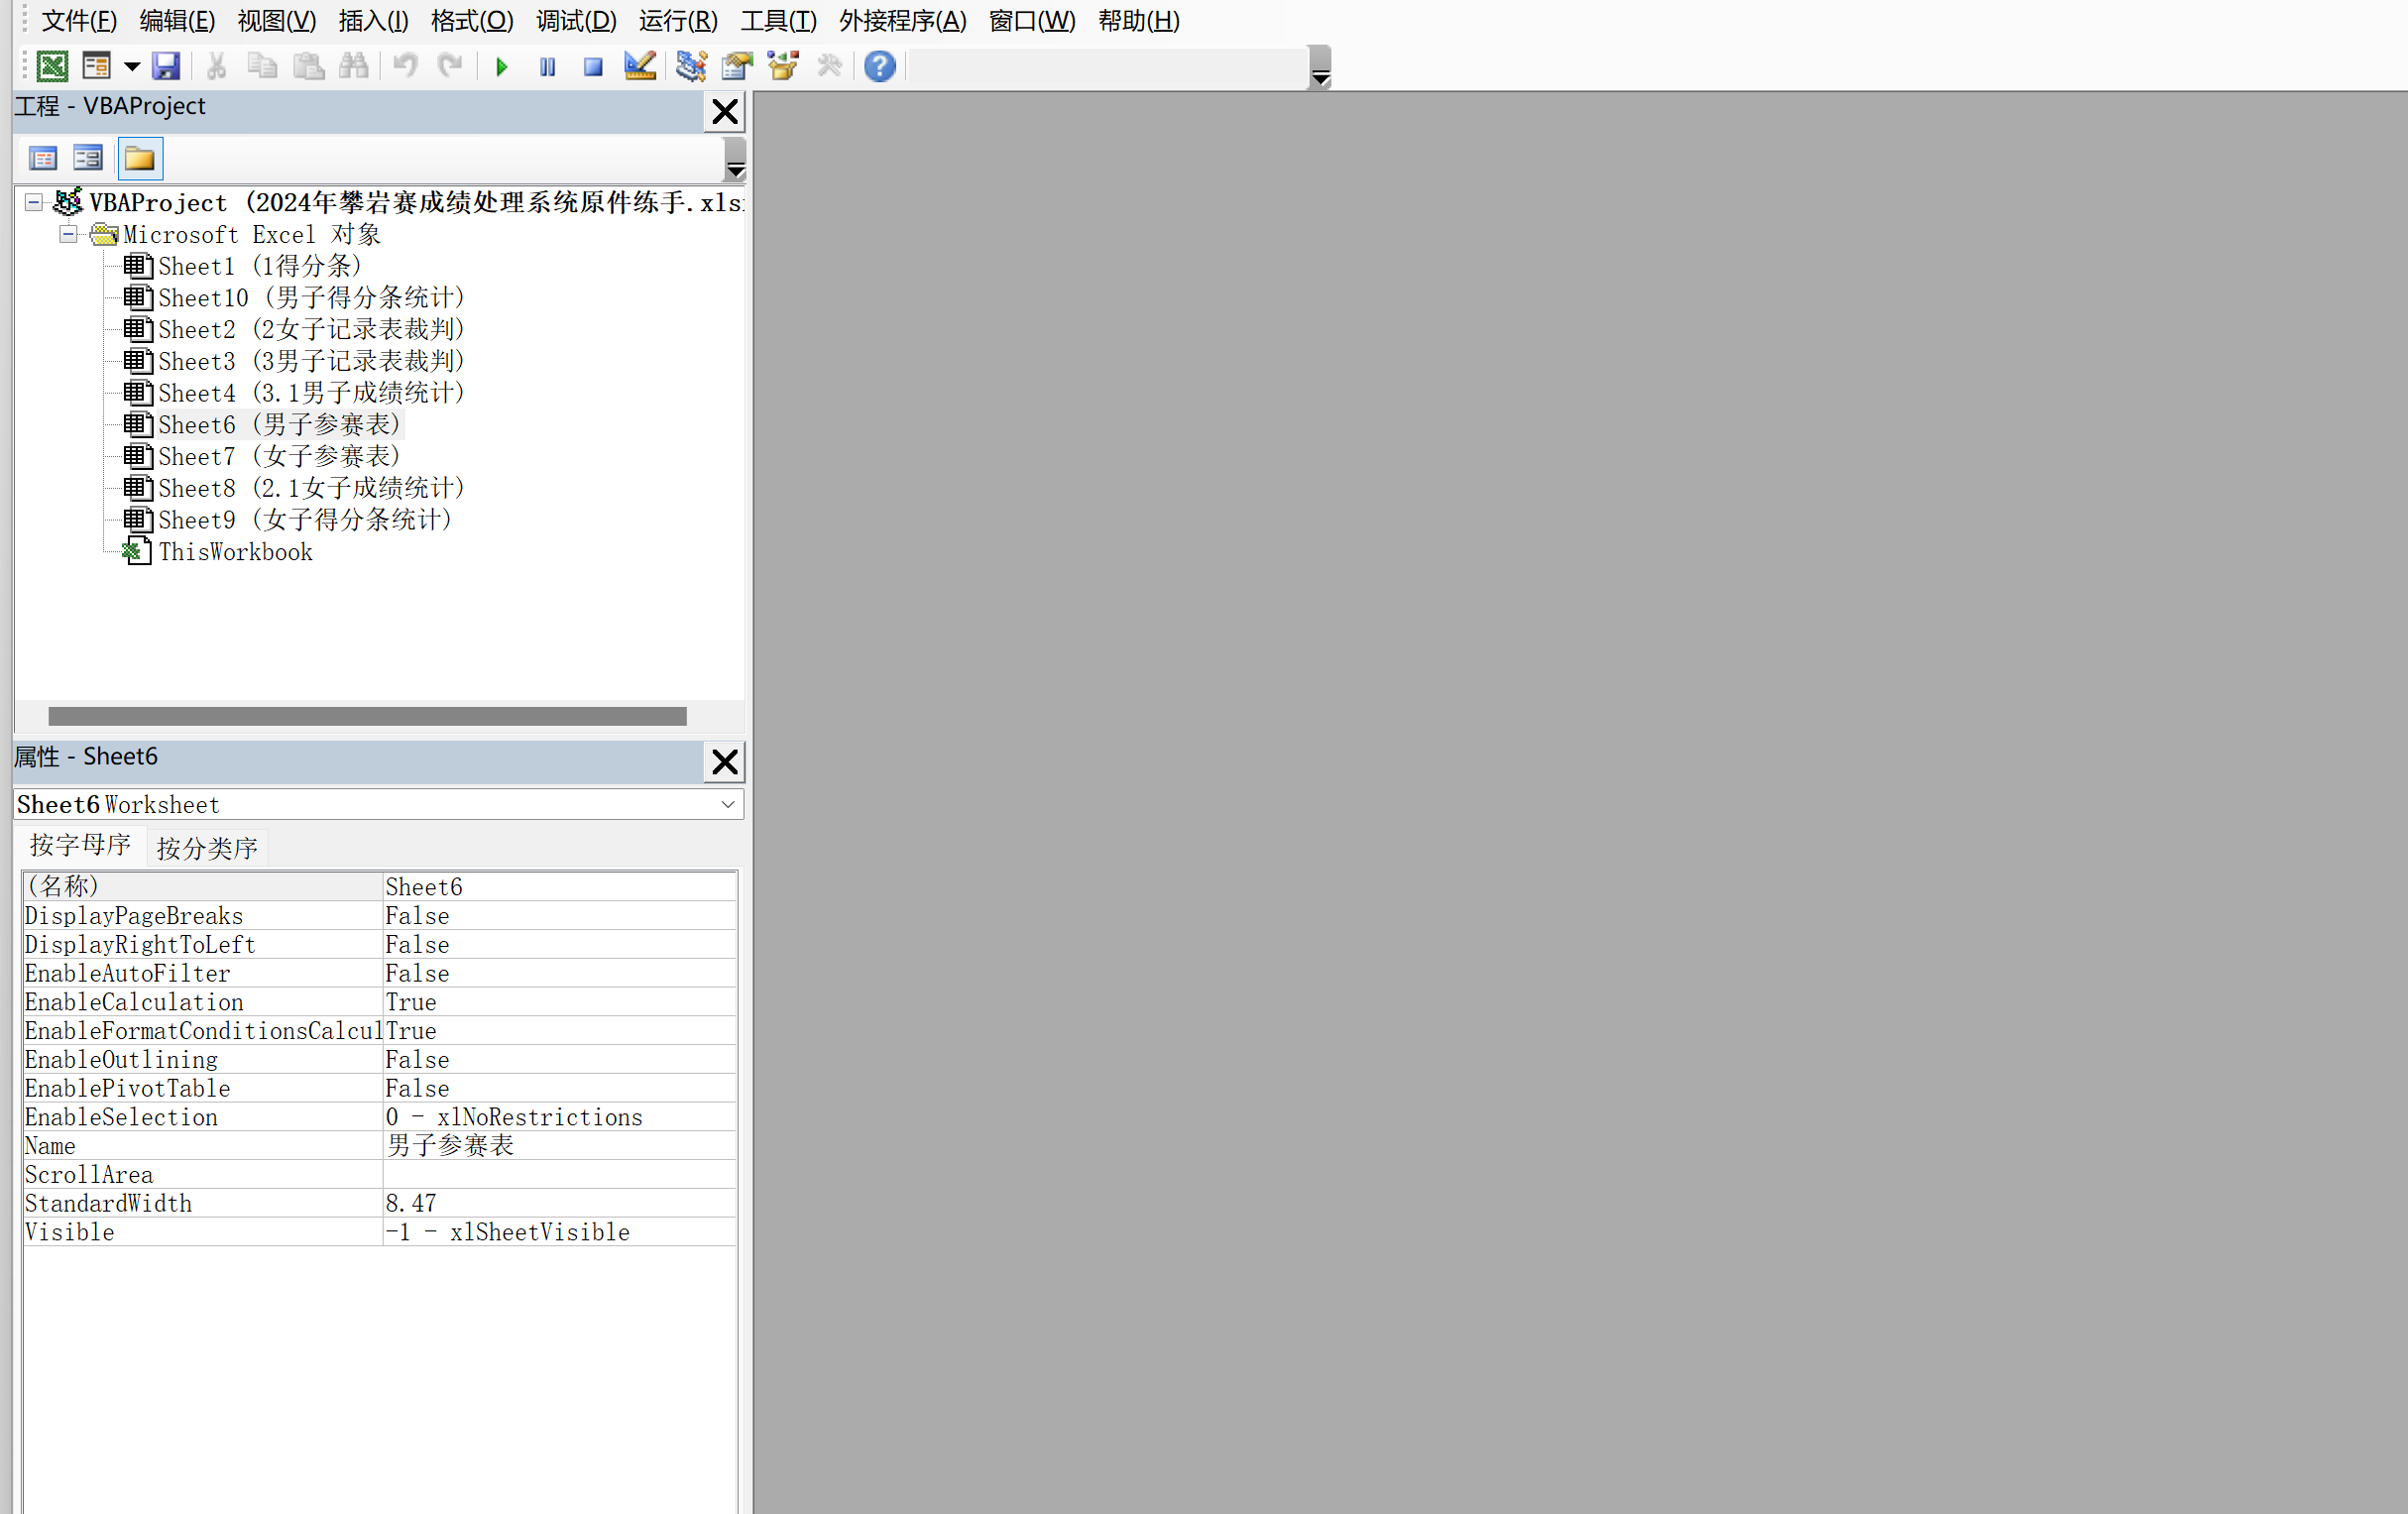 文件(F) 编辑(E) 视图(V) 插入(I) 格式(O) 调试(D) 运行(R) 工具(T) 外接程序(A) 窗口(W) 帮助(H)
工程 - VBAProject
VBAProject (2024年攀岩赛成绩处理系统原件练手.xls
Microsoft Excel 对象
Sheet1 (1得分条)
Sheet10 (男子得分条统计)
Sheet2 (2女子记录表裁判)
Sheet3 (3男子记录表裁判)
Sheet4 (3.1男子成绩统计)
Sheet6 (男子参赛表)
Sheet7 (女子参赛表)
Sheet8 (2.1女子成绩统计)
Sheet9 (女子得分条统计)
ThisWorkbook
属性 - Sheet6
Sheet6 Worksheet
按字母序 按分类序
(名称) Sheet6
DisplayPageBreaks False
DisplayRightToLeft False
EnableAutoFilter False
EnableCalculation True
EnableFormatConditionsCalcul True
EnableOutlining False
EnablePivotTable False
EnableSelection 0 - xlNoRestrictions
Name 男子参赛表
ScrollArea
StandardWidth 8.47
Visible -1 - xlSheetVisible